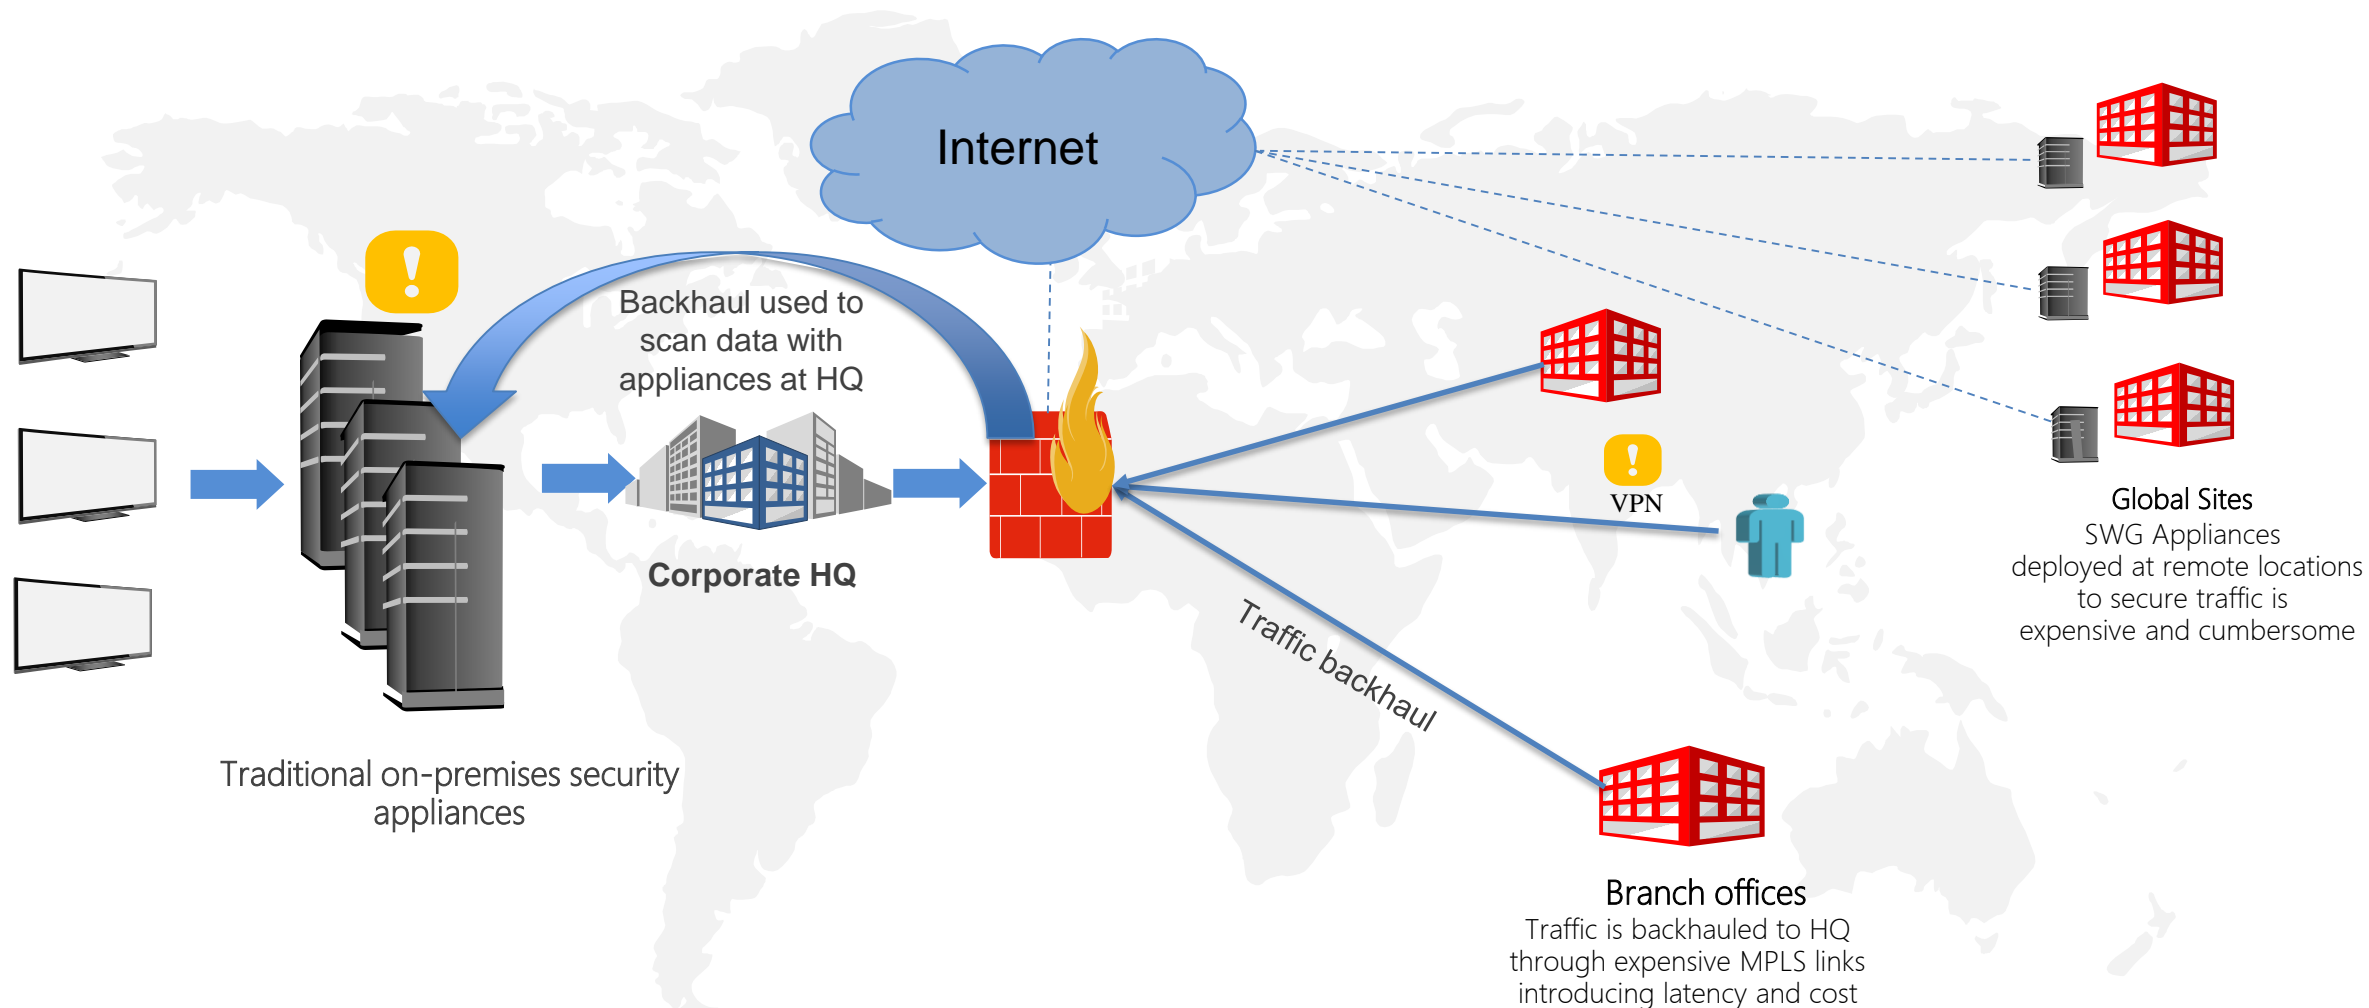 Internet
Backhaul used to
scan data with
appliances at HQ
Corporate HQ
Traditional on-premises security
appliances
VPN
Traffic backhaul
Global Sites
SWG Appliances
deployed at remote locations
to secure traffic is
expensive and cumbersome
Branch offices
Traffic is backhauled to HQ
through expensive MPLS links
introducing latency and cost